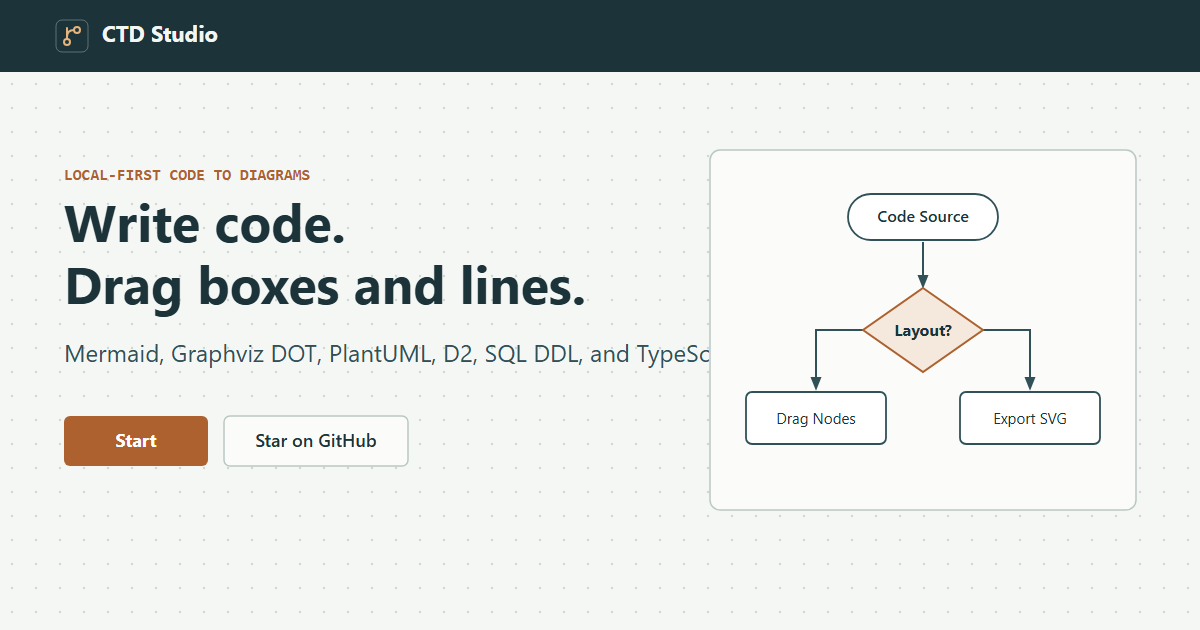 CTD Studio
LOCAL-FIRST CODE TO DIAGRAMS
Write code.
Drag boxes and lines.
Mermaid, Graphviz DOT, PlantUML, D2, SQL DDL, and TypeSc
Start
Star on GitHub
Code Source
Layout?
Drag Nodes
Export SVG